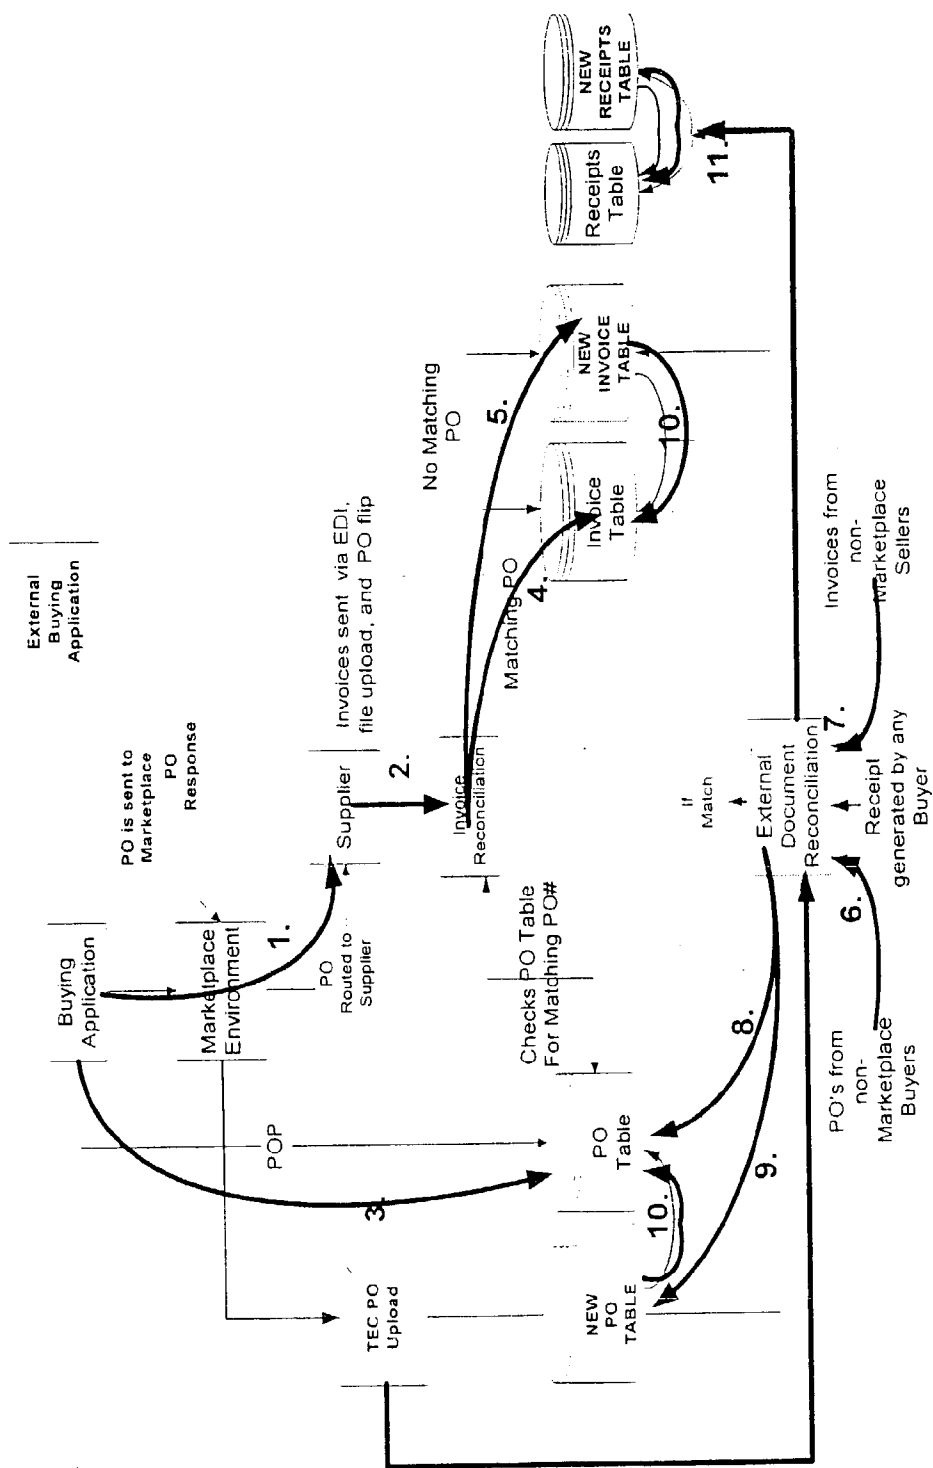 External
Buying
Application
PO is sent to
Marketplace
PO
Response
Buying
Application
Marketplace
Environment
1.
PO
Routed to
Supplier
Supplier
Invoices sent via EDI,
file upload, and PO flip
2.
POP
3.
TEC PO
Upload
Invoice
Reconciliation
No Matching
PO
5.
Matching PO
4.
Checks PO Table
For Matching PO#
NEW
PO
TABLE
PO
Table
10.
Invoice
Table
NEW
INVOICE
TABLE
10.
Receipts
Table
NEW
RECEIPTS
TABLE
11.
8.
9.
If
Match
External
Document
Reconciliation
6.
7.
PO's from
non-
Marketplace
Buyers
Receipt
generated by any
Buyer
Invoices from
non-
Marketplace
Sellers